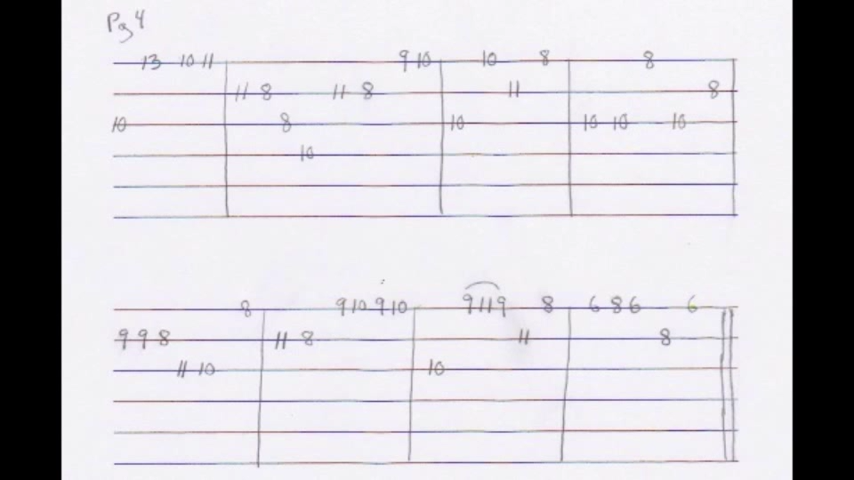 Pg 4
13 10 11 9 10 10 8 8
11 8 11 8 11 8
10 8 10 10 10 10
10
8 9 10 9 10 9 11 9 8 6 8 6 6
9 9 8 11 8 11 8
11 10 10